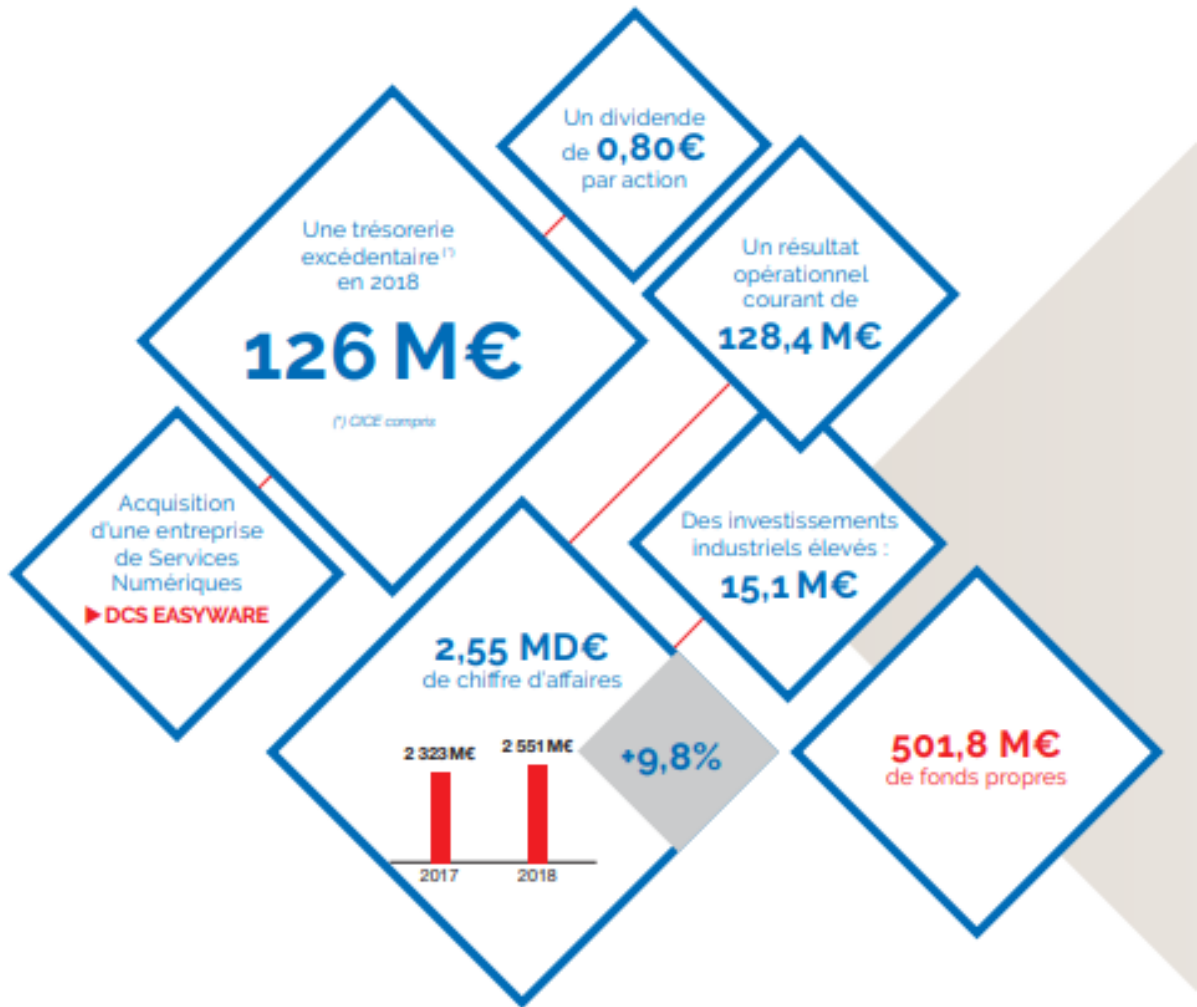 Un dividende
de 0,80€
par action
Une trésorerie
excédentaire (*)
en 2018
126 M€
(*) CICE compris
Un résultat
opérationnel
courant de
128,4 M€
Acquisition
d'une entreprise
de Services
Numériques
▶ DCS EASYWARE
Des investissements
industriels élevés :
15,1 M€
2,55 MD€
de chiffre d'affaires
2 323 M€
2 551 M€
+9,8%
2017
2018
501,8 M€
de fonds propres